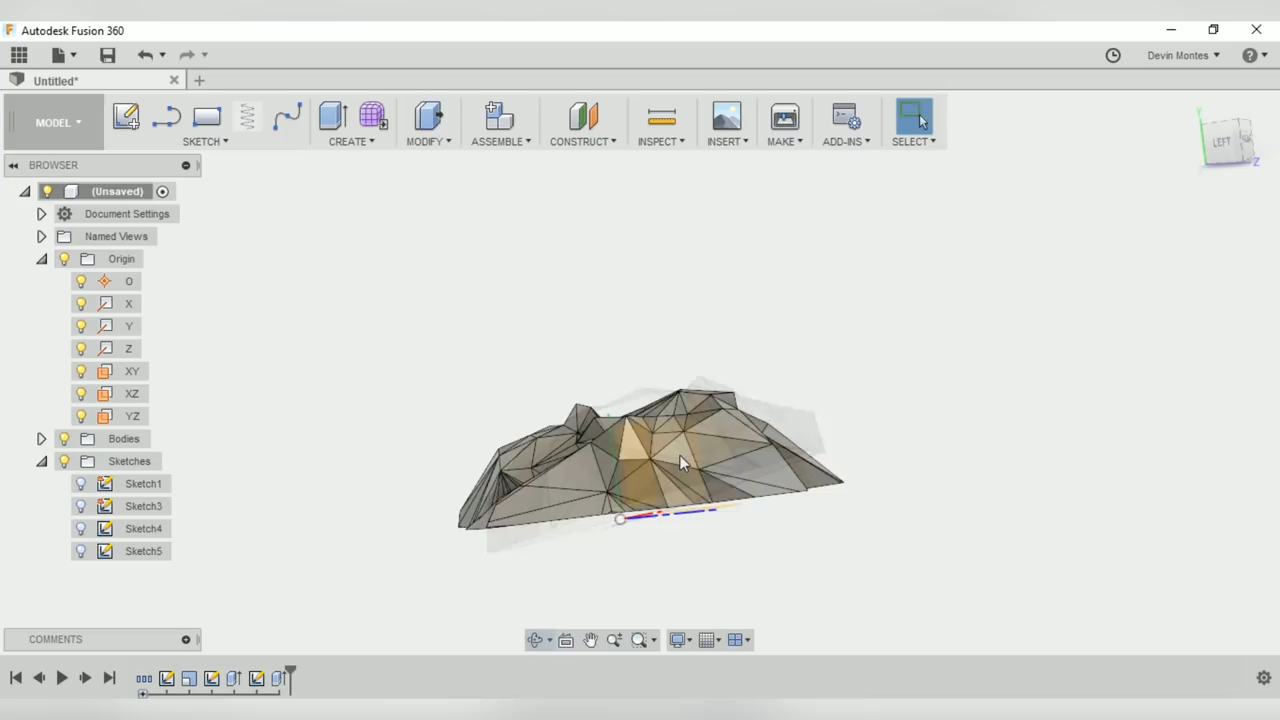 Autodesk Fusion 360
Devin Montes
Untitled*
MODEL
SKETCH
CREATE
MODIFY
ASSEMBLE
CONSTRUCT
INSPECT
INSERT
MAKE
ADD-INS
SELECT
Y
LEFT
Z
BROWSER
(Unsaved)
Document Settings
Named Views
Origin
O
X
Y
Z
XY
XZ
YZ
Bodies
Sketches
Sketch1
Sketch3
Sketch4
Sketch5
COMMENTS